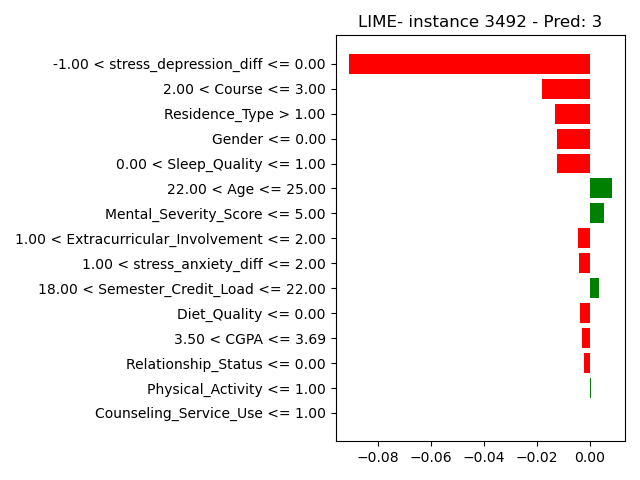 LIME- instance 3492 - Pred: 3
-1.00 < stress_depression_diff <= 0.00
2.00 < Course <= 3.00
Residence_Type > 1.00
Gender <= 0.00
0.00 < Sleep_Quality <= 1.00
22.00 < Age <= 25.00
Mental_Severity_Score <= 5.00
1.00 < Extracurricular_Involvement <= 2.00
1.00 < stress_anxiety_diff <= 2.00
18.00 < Semester_Credit_Load <= 22.00
Diet_Quality <= 0.00
3.50 < CGPA <= 3.69
Relationship_Status <= 0.00
Physical_Activity <= 1.00
Counseling_Service_Use <= 1.00
−0.08 −0.06 −0.04 −0.02 0.00